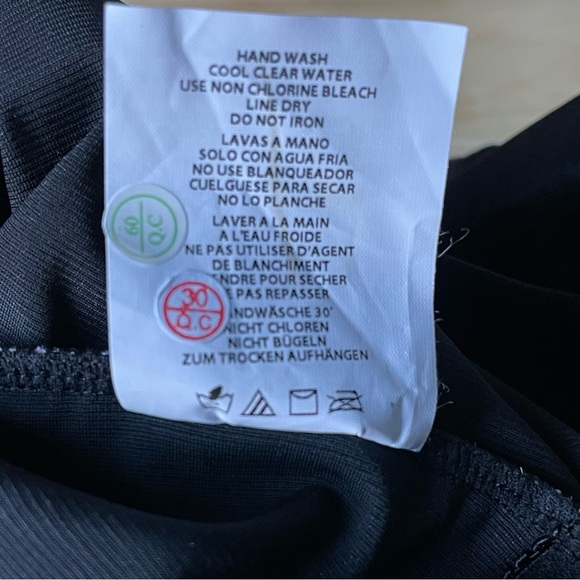 HAND WASH
COOL CLEAR WATER
USE NON CHLORINE BLEACH
LINE DRY
DO NOT IRON
LAVAS A MANO
SOLO CON AGUA FRIA
NO USE BLANQUEADOR
CUELGUESE PARA SECAR
NO LO PLANCHE
LAVER A LA MAIN
A L'EAU FROIDE
NE PAS UTILISER D'AGENT
DE BLANCHIMENT
NDRE POUR SECHER
E PAS REPASSER
NDWÄSCHE 30°
NICHT CHLOREN
NICHT BÜGELN
ZUM TROCKEN AUFHÄNGEN
60
Q.C
30
Q.C